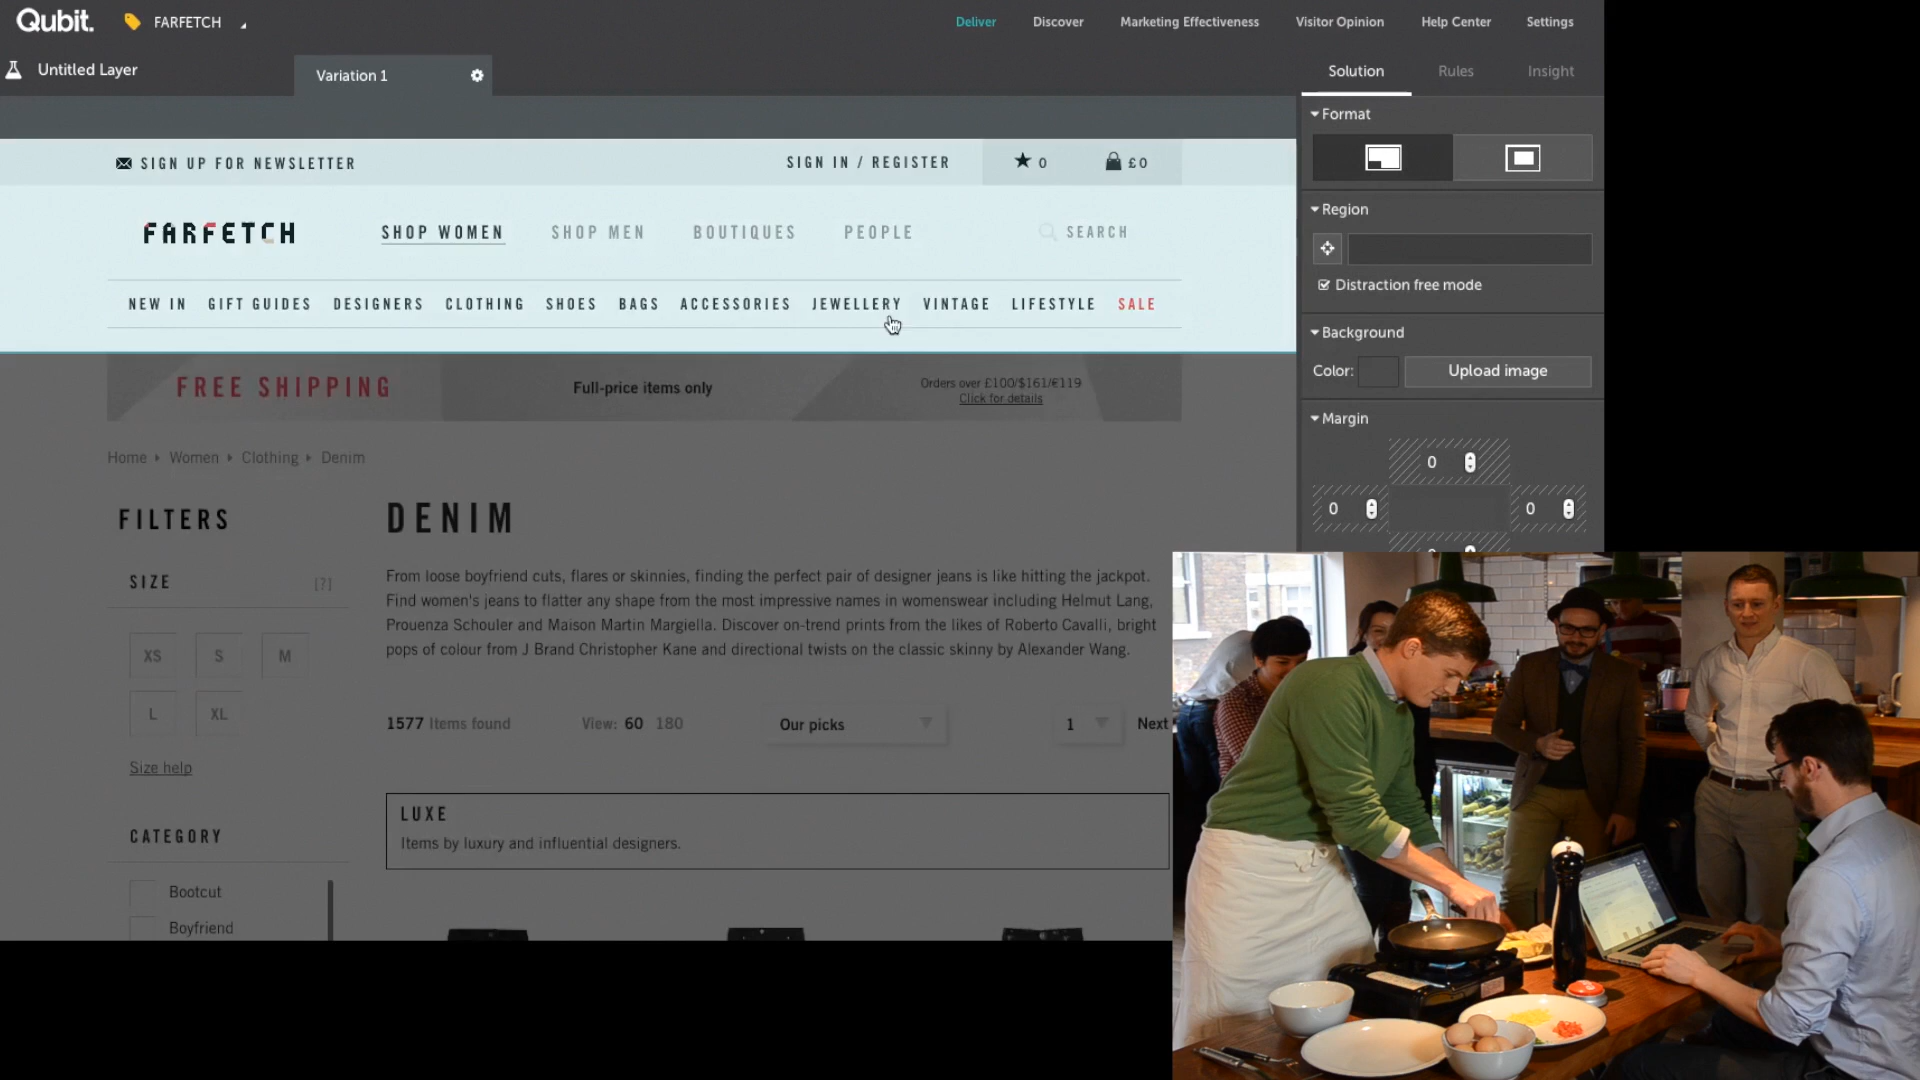 Qubit.
FARFETCH
Deliver
Discover
Marketing Effectiveness
Visitor Opinion
Help Center
Settings
Untitled Layer
Variation 1
Solution
Rules
Insight
Format
SIGN UP FOR NEWSLETTER
SIGN IN / REGISTER
0
£0
FARFETCH
SHOP WOMEN
SHOP MEN
BOUTIQUES
PEOPLE
SEARCH
Region
Distraction free mode
NEW IN
GIFT GUIDES
DESIGNERS
CLOTHING
SHOES
BAGS
ACCESSORIES
JEWELLERY
VINTAGE
LIFESTYLE
SALE
Background
Color:
Upload image
FREE SHIPPING
Full-price items only
Orders over £100/$161/€119
Click for details
Margin
0
0
0
Home
Women
Clothing
Denim
FILTERS
SIZE
[?]
XS
S
M
L
XL
Size help
CATEGORY
Bootcut
Boyfriend
DENIM
From loose boyfriend cuts, flares or skinnies, finding the perfect pair of designer jeans is like hitting the jackpot.
Find women's jeans to flatter any shape from the most impressive names in womenswear including Helmut Lang,
Prouenza Schouler and Maison Martin Margiella. Discover on-trend prints from the likes of Roberto Cavalli, bright
pops of colour from J Brand Christopher Kane and directional twists on the classic skinny by Alexander Wang.
1577 Items found
View: 60 180
Our picks
1
Next
LUXE
Items by luxury and influential designers.